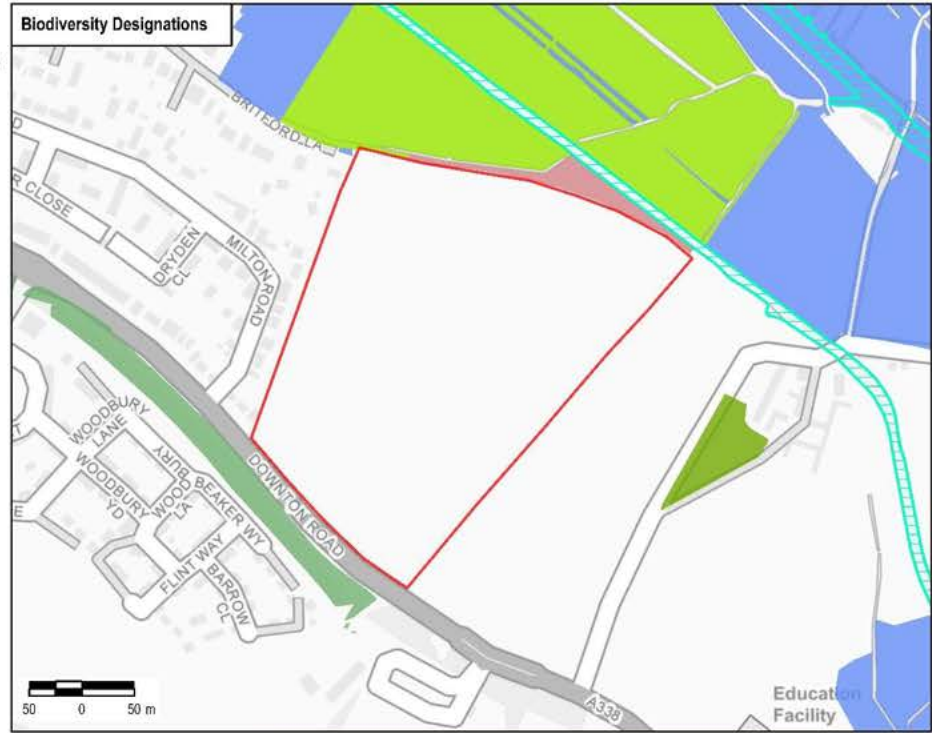 Biodiversity Designations
BRITFORD LA
D
R CLOSE
DRYDEN
CL
MILTON ROAD
WOODBURY
LANE
T
WOODBURY
YD
WOOD
LA
BURY
BEAKER WY
E
FLINT WAY
BARROW
CL
DOWNTON ROAD
A338
Education
Facility
50 0 50 m